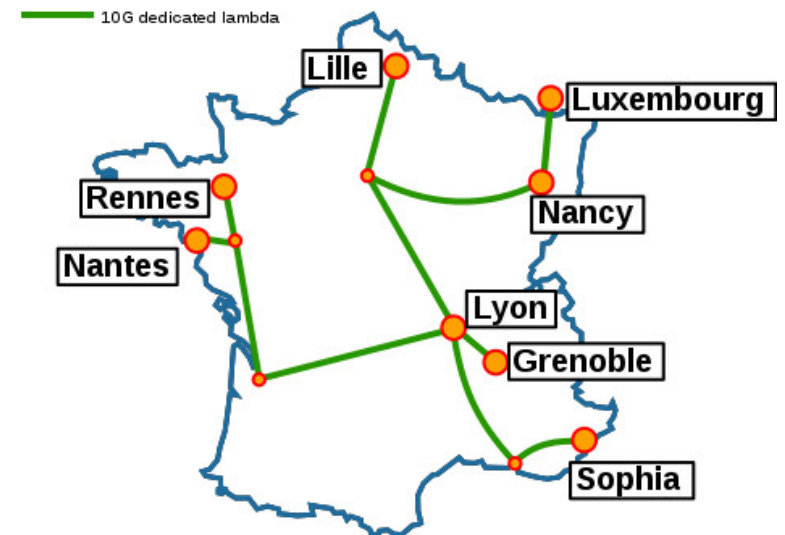 10G dedicated lambda
Lille
Luxembourg
Rennes
Nancy
Nantes
Lyon
Grenoble
Sophia